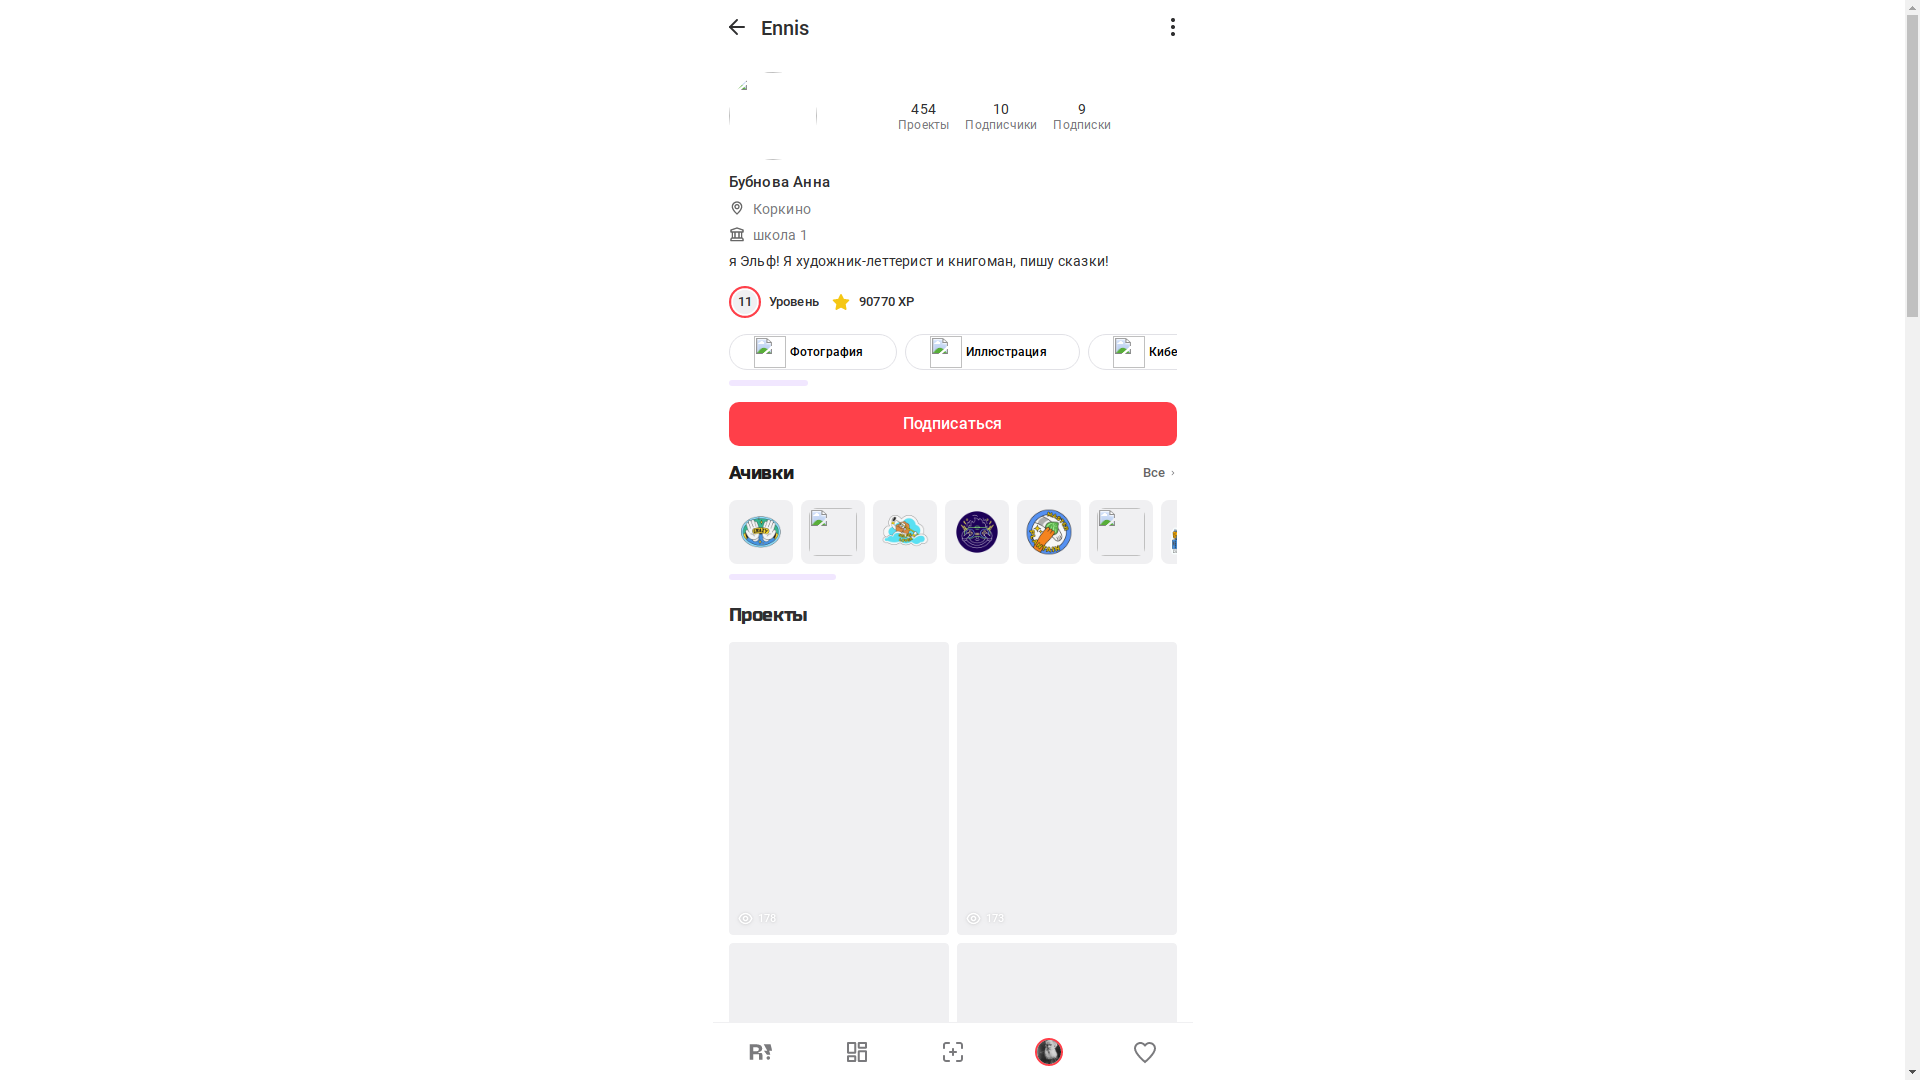 Ennis
454
Проекты
10
Подписчики
9
Подписки
Бубнова Анна
Коркино
школа 1
я Эльф! Я художник-леттерист и книгоман, пишу сказки!
11 Уровень 90770 XP
Фотография
Иллюстрация
Кибе
Подписаться
Ачивки
Все
Проекты
178
173
R